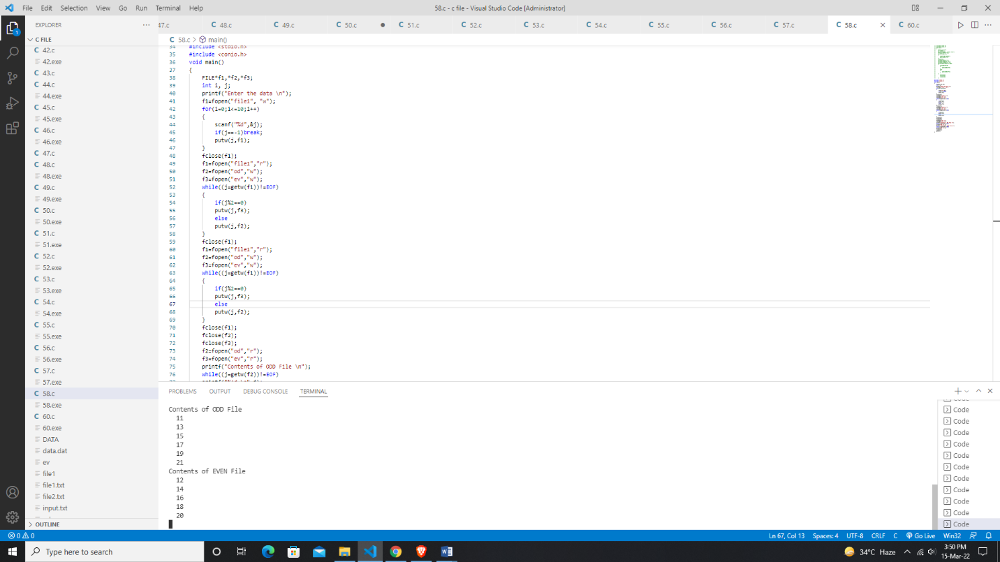 File Edit Selection View Go Run Terminal Help 58.c - c file - Visual Studio Code [Administrator]
EXPLORER
47.c 48.c 49.c 50.c 51.c 52.c 53.c 54.c 55.c 56.c 57.c 58.c 60.c
C FILE
58.c > main()
42.c
42.exe
43.c
44.c
44.exe
45.c
45.exe
46.c
46.exe
47.c
48.c
48.exe
49.c
49.exe
50.c
50.exe
51.c
51.exe
52.c
52.exe
53.c
53.exe
54.c
54.exe
55.c
55.exe
56.c
56.exe
57.c
57.exe
58.c
58.exe
60.c
60.exe
DATA
data.dat
ev
file1
file1.txt
file2.txt
input.txt
OUTLINE
34 #include <stdio.h>
35 #include <conio.h>
36 void main()
37 {
38 FILE*f1,*f2,*f3;
39 int i, j;
40 printf("Enter the data \n");
41 f1=fopen("file1", "w");
42 for(i=0;i<=10;i++)
43 {
44 scanf("%d",&j);
45 if(j==-1)break;
46 putw(j,f1);
47 }
48 fclose(f1);
49 f1=fopen("file1","r");
50 f2=fopen("od","w");
51 f3=fopen("ev","w");
52 while((j=getw(f1))!=EOF)
53 {
54 if(j%2==0)
55 putw(j,f3);
56 else
57 putw(j,f2);
58 }
59 fclose(f1);
60 f1=fopen("file1","r");
61 f2=fopen("od","w");
62 f3=fopen("ev","w");
63 while((j=getw(f1))!=EOF)
64 {
65 if(j%2==0)
66 putw(j,f3);
67 else
68 putw(j,f2);
69 }
70 fclose(f1);
71 fclose(f2);
72 fclose(f3);
73 f2=fopen("od","r");
74 f3=fopen("ev","r");
75 printf("Contents of ODD File \n");
76 while((j=getw(f2))!=EOF)
PROBLEMS OUTPUT DEBUG CONSOLE TERMINAL
Contents of ODD File
11
13
15
17
19
21
Contents of EVEN File
12
14
16
18
20
Code
Code
Code
Code
Code
Code
Code
Code
Code
Code
Code
0 0 Ln 67, Col 13 Spaces: 4 UTF-8 CRLF C Go Live Win32
Type here to search
34°C Haze
3:50 PM
15-Mar-22